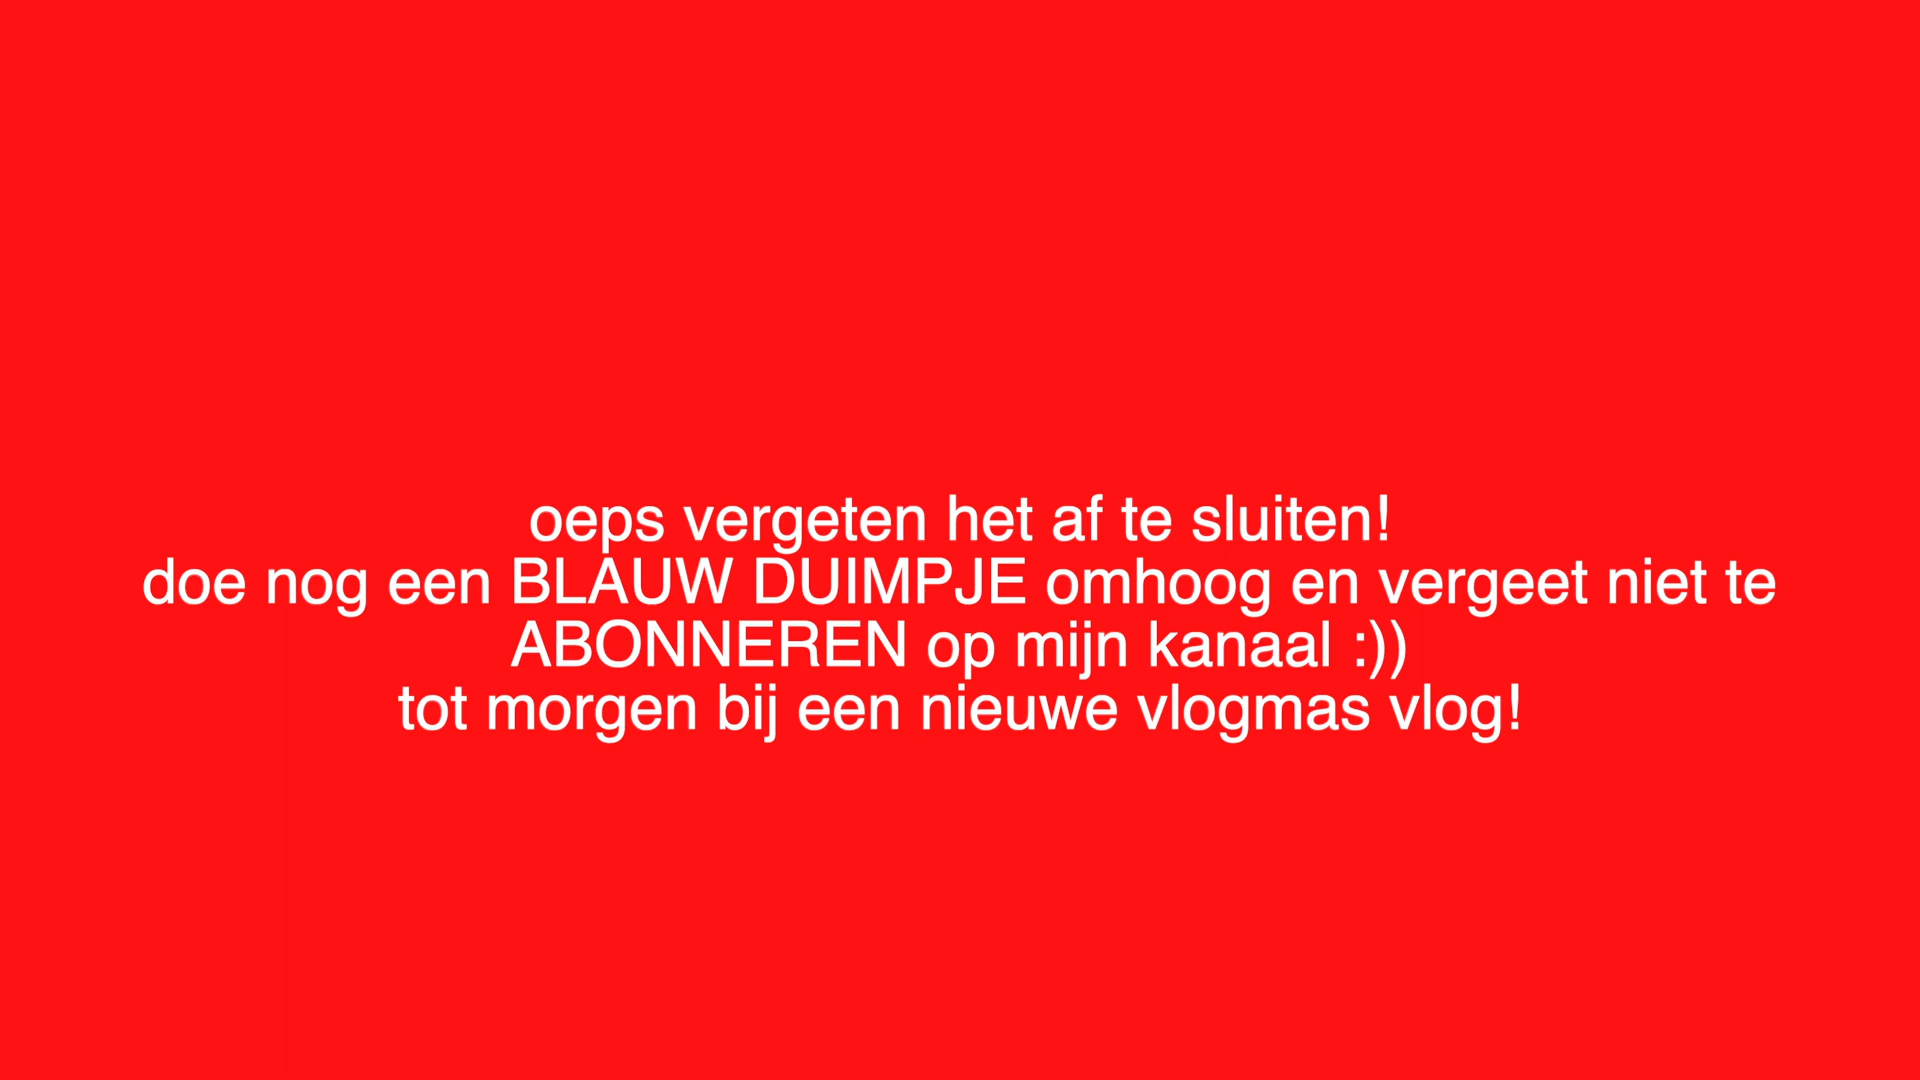 oeps vergeten het af te sluiten!
doe nog een BLAUW DUIMPJE omhoog en vergeet niet te
ABONNEREN op mijn kanaal :))
tot morgen bij een nieuwe vlogmas vlog!